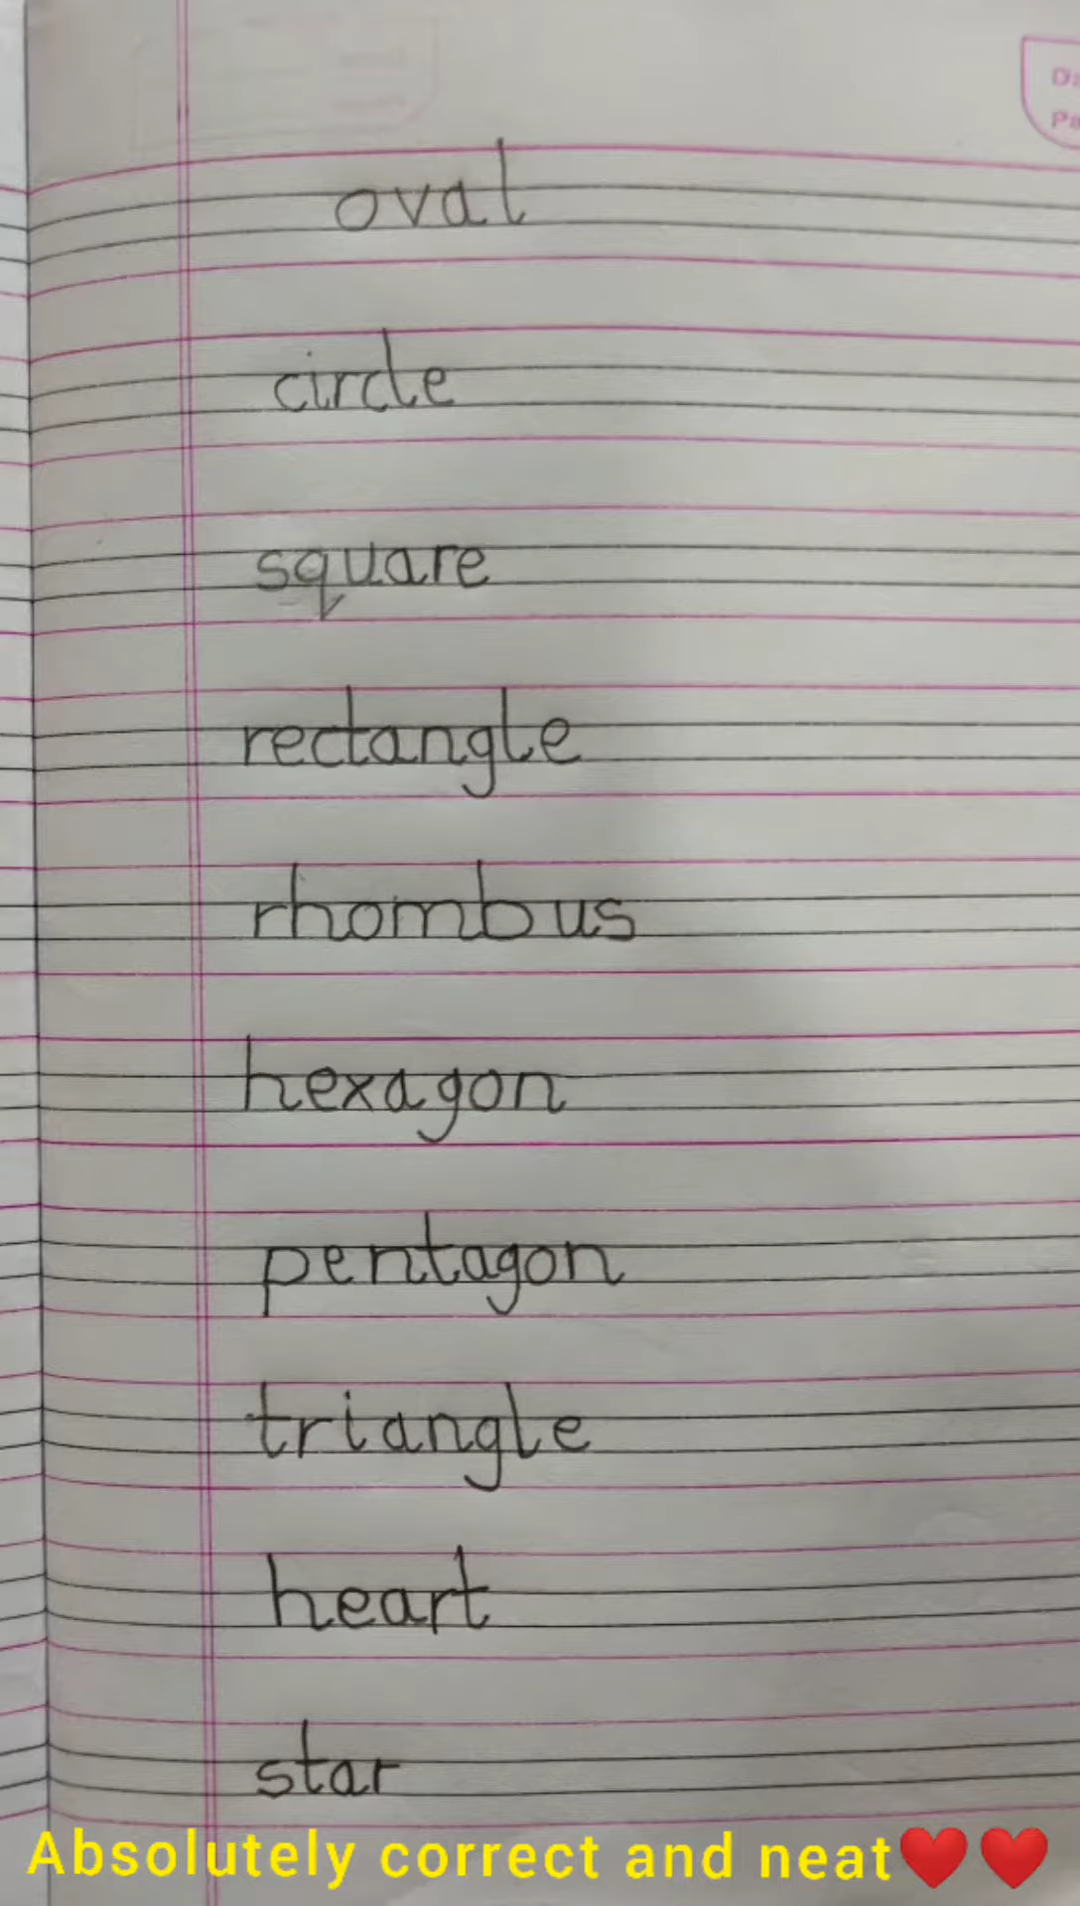 oval
circle
square
rectangle
rhombus
hexagon
pentagon
triangle
heart
star
Absolutely correct and neat❤️❤️